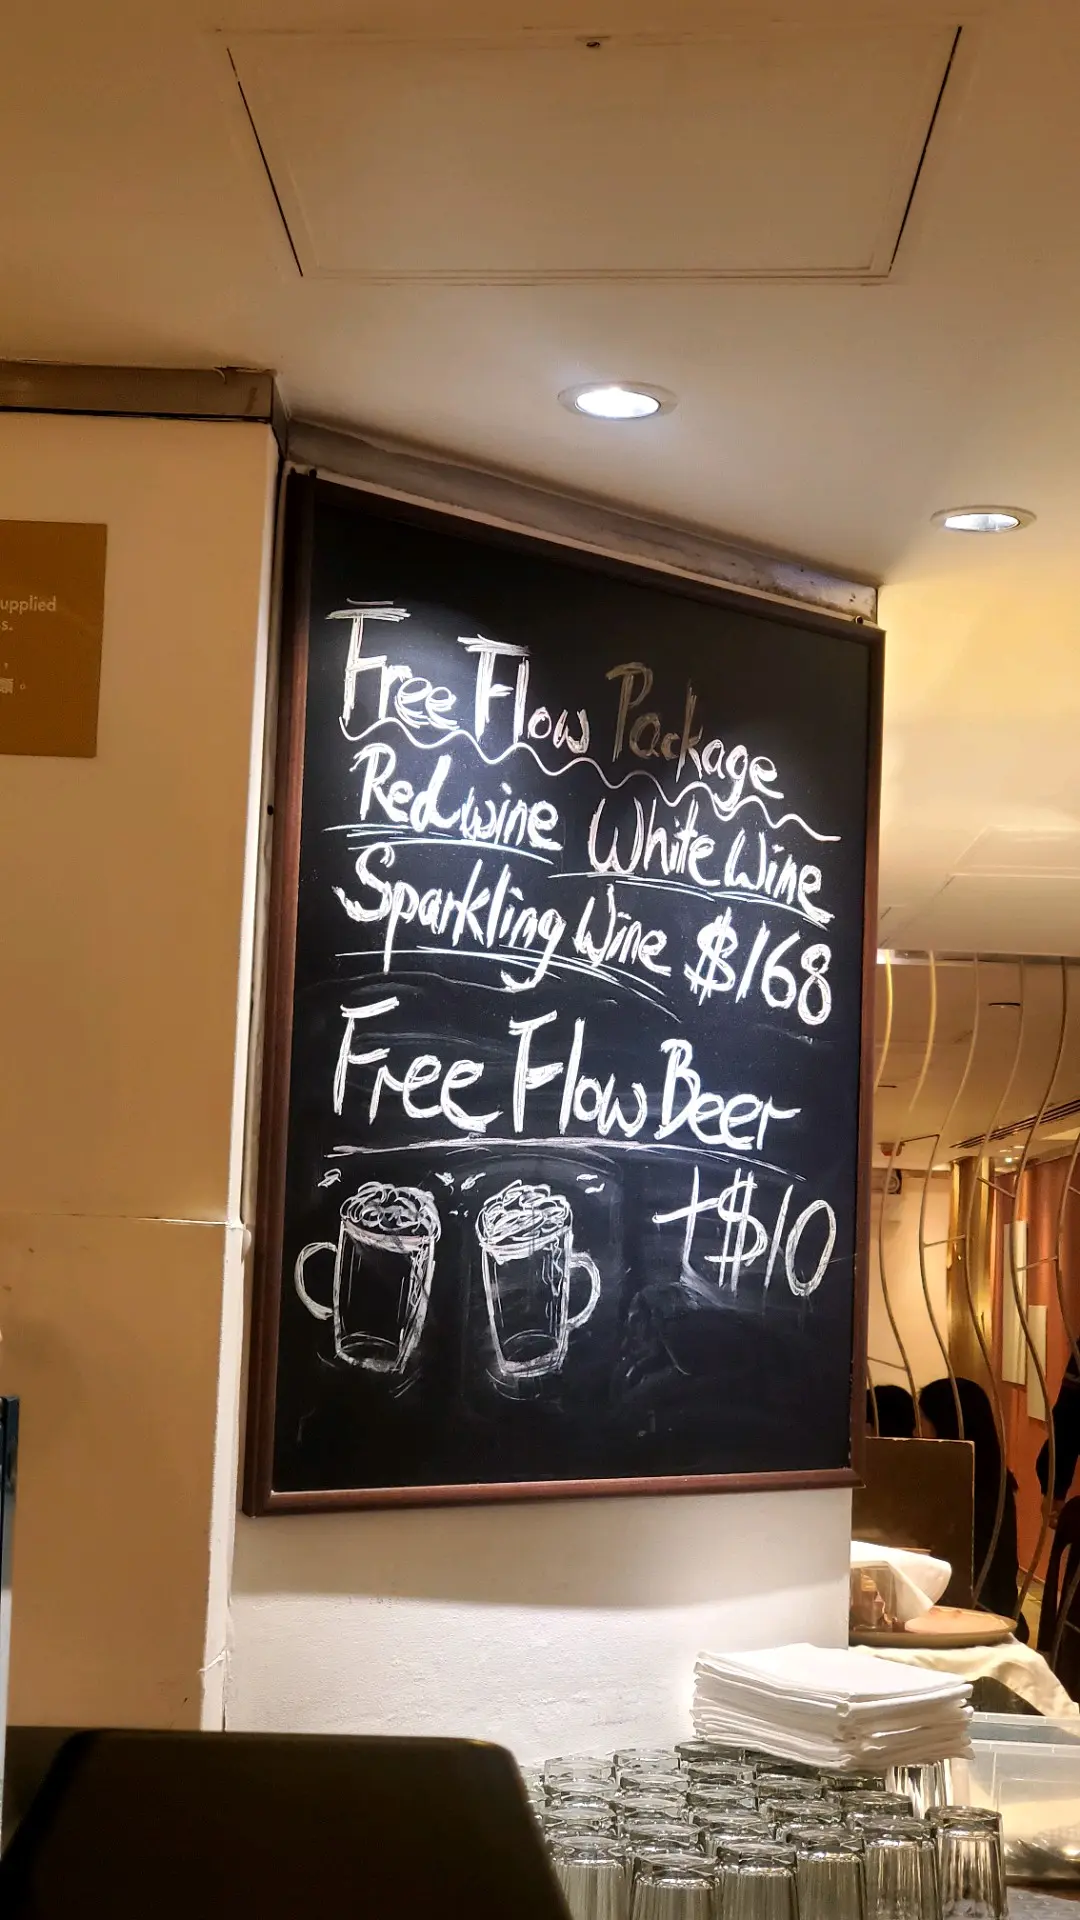 Free Flow Package
Red wine White Wine
Sparkling Wine $168
Free Flow Beer
+$10
upplied
s.